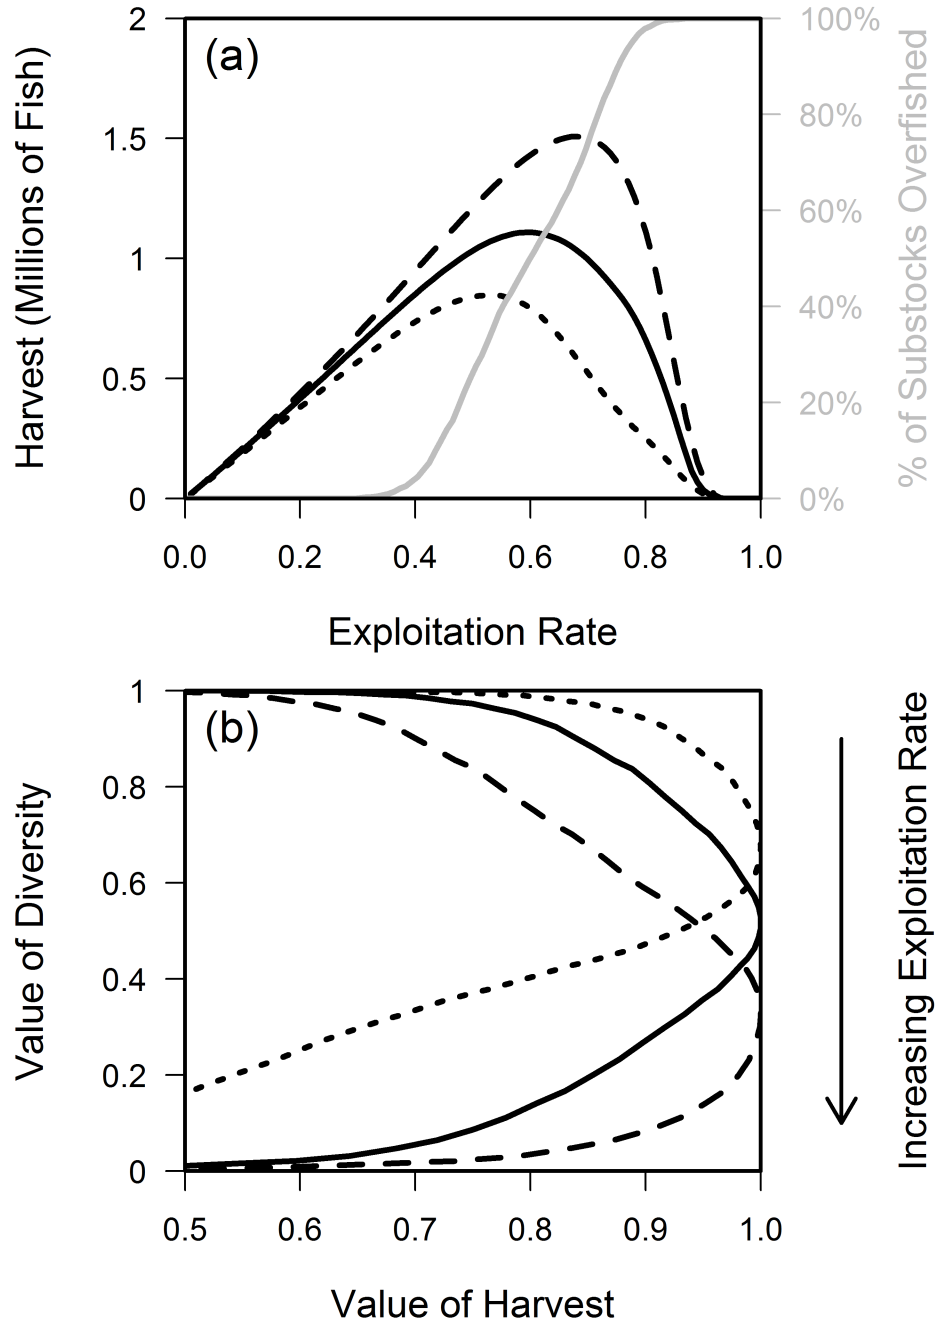 (a)
Harvest (Millions of Fish)
2
1.5
1
0.5
0
100%
80%
60%
40%
20%
0%
% of Substocks Overfished
0.0 0.2 0.4 0.6 0.8 1.0
Exploitation Rate
(b)
Value of Diversity
1
0.8
0.6
0.4
0.2
0
Increasing Exploitation Rate
0.5 0.6 0.7 0.8 0.9 1.0
Value of Harvest